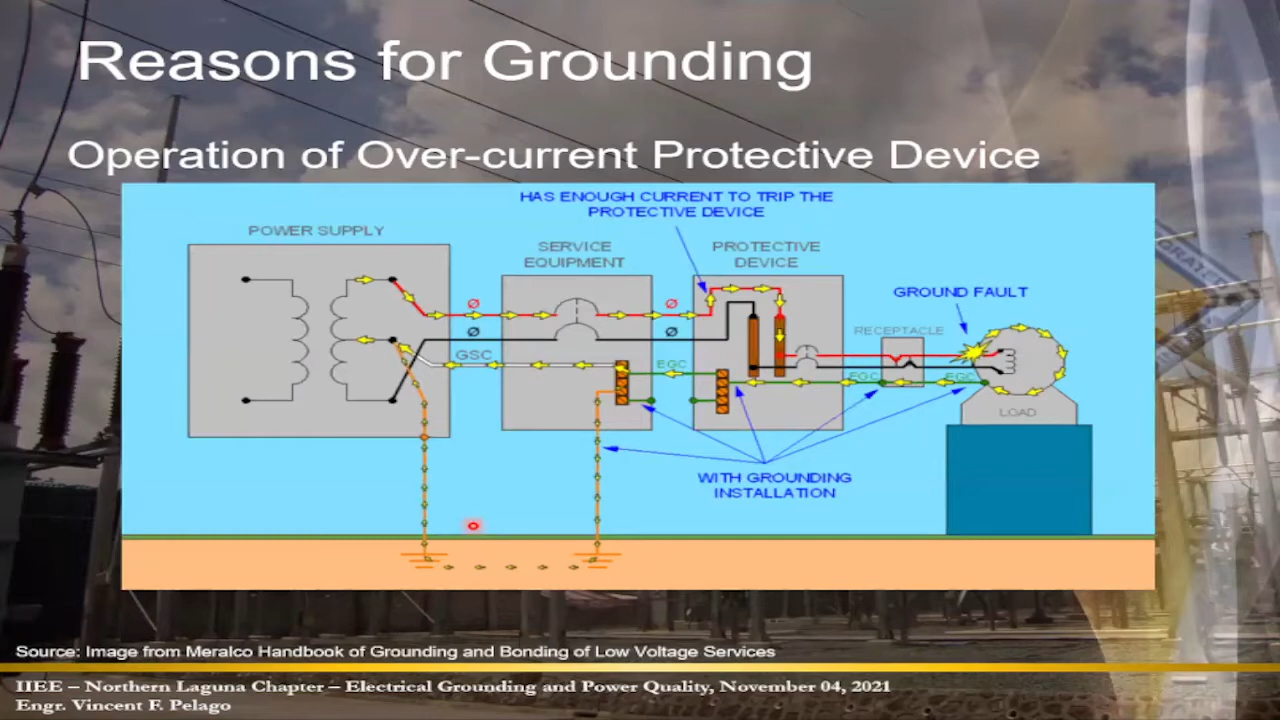 Reasons for Grounding
Operation of Over-current Protective Device
HAS ENOUGH CURRENT TO TRIP THE
PROTECTIVE DEVICE
POWER SUPPLY
SERVICE
EQUIPMENT
PROTECTIVE
DEVICE
GROUND FAULT
Ø
Ø
RECEPTACLE
Ø
Ø
GSC
EGC
EGC
EGC
LOAD
WITH GROUNDING
INSTALLATION
Source: Image from Meralco Handbook of Grounding and Bonding of Low Voltage Services
IIEE – Northern Laguna Chapter – Electrical Grounding and Power Quality, November 04, 2021
Engr. Vincent F. Pelago